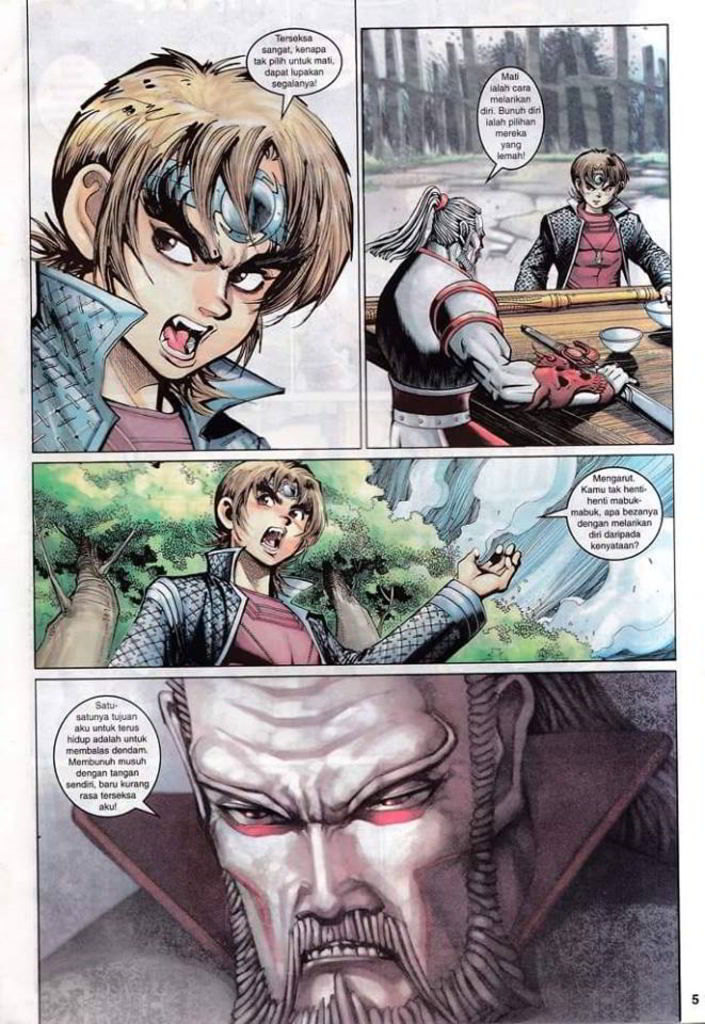 Terseksa
sangat, kenapa
tak pilih untuk mati,
dapat lupakan
segalanya!
Mati
ialah cara
melarikan
diri. Bunuh diri
ialah pilihan
mereka
yang
lemah!
Mengarut.
Kamu tak henti-
henti mabuk-
mabuk, apa bezanya
dengan melarikan
diri daripada
kenyataan?
Satu-
satunya tujuan
aku untuk terus
hidup adalah untuk
membalas dendam.
Membunuh musuh
dengan tangan
sendiri, baru kurang
rasa terseksa
aku!
5